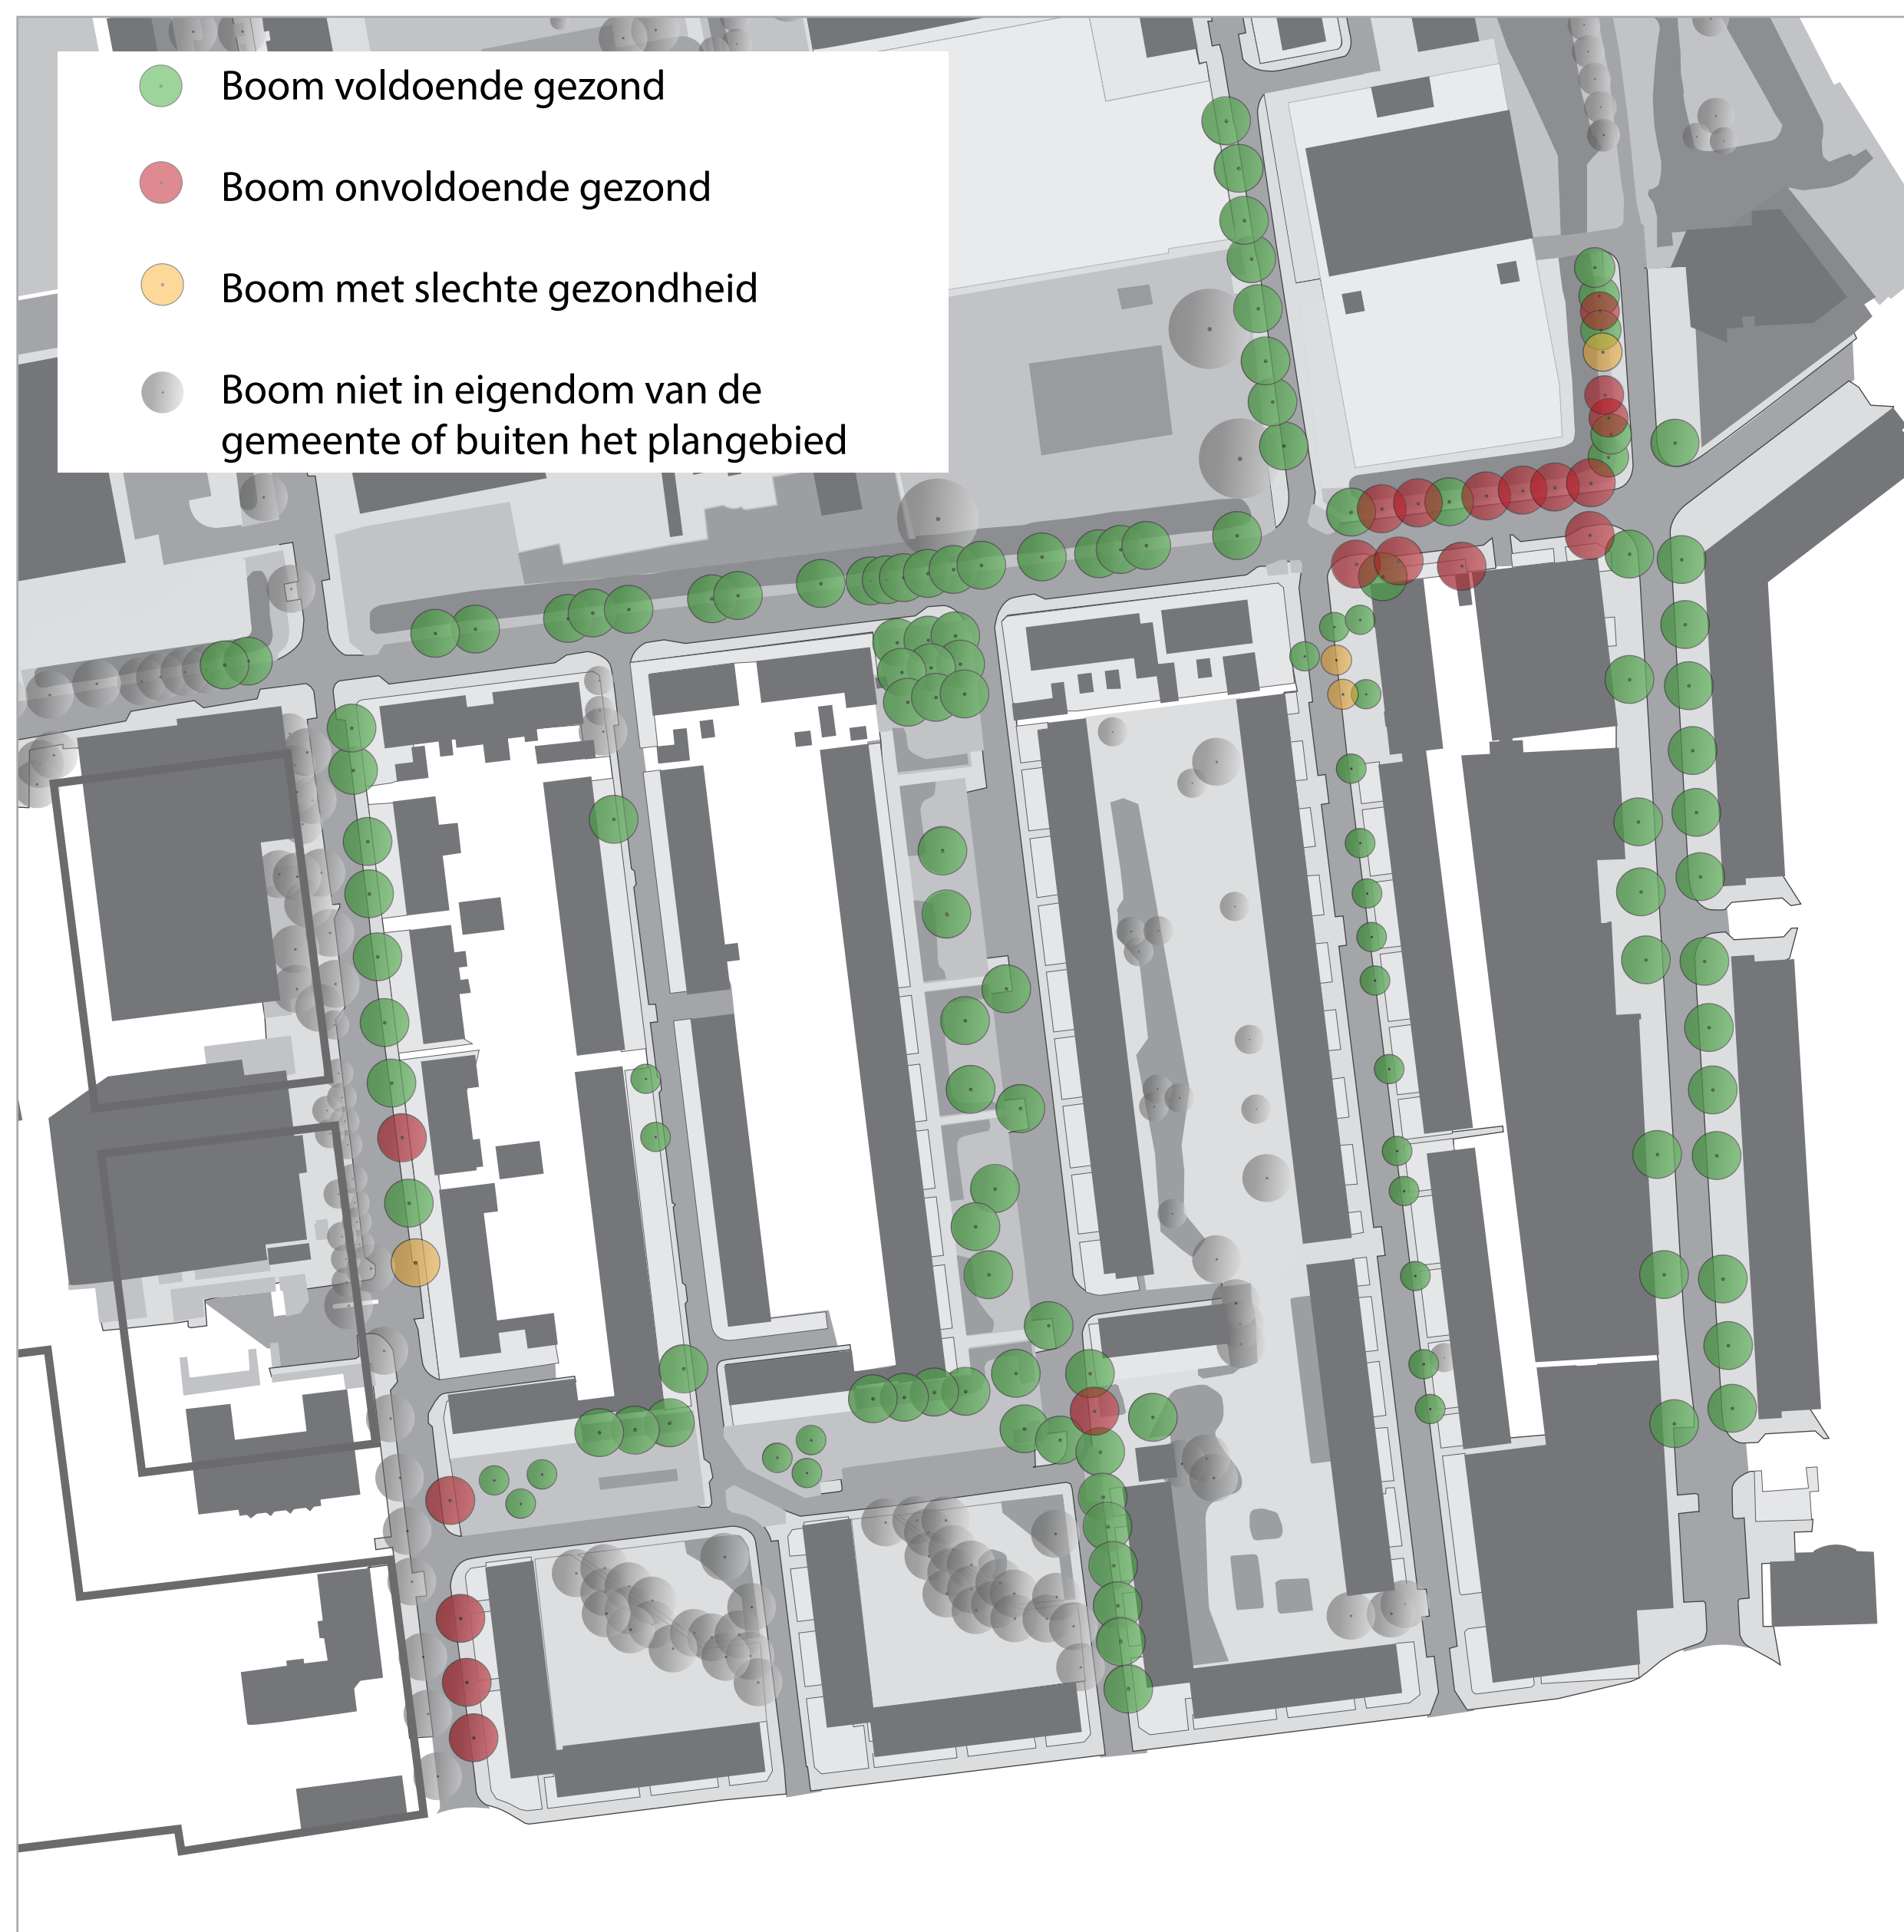 Boom voldoende gezond
Boom onvoldoende gezond
Boom met slechte gezondheid
Boom niet in eigendom van de
gemeente of buiten het plangebied